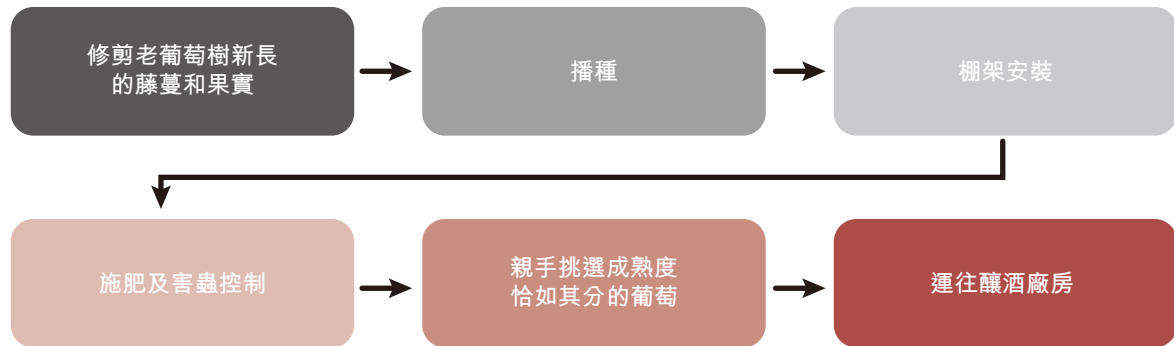 修剪老葡萄樹新長
的藤蔓和果實
播種
棚架安裝
施肥及害蟲控制
親手挑選成熟度
恰如其分的葡萄
運往釀酒廠房